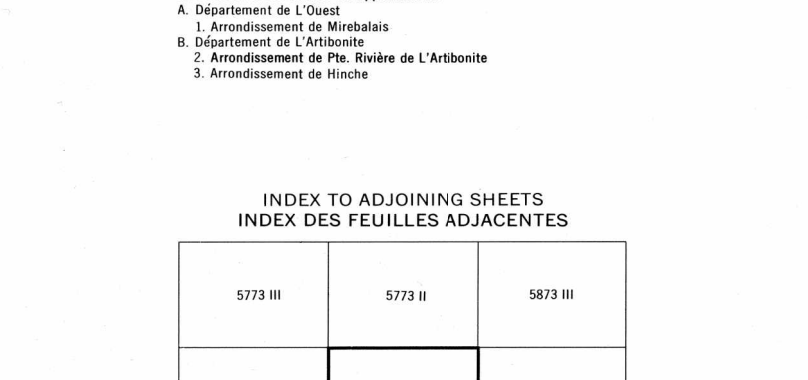 A. Département de L'Ouest
1. Arrondissement de Mirebalais
B. Département de L'Artibonite
2. Arrondissement de Pte. Rivière de L'Artibonite
3. Arrondissement de Hinche
INDEX TO ADJOINING SHEETS
INDEX DES FEUILLES ADJACENTES
5773 III
5773 II
5873 III